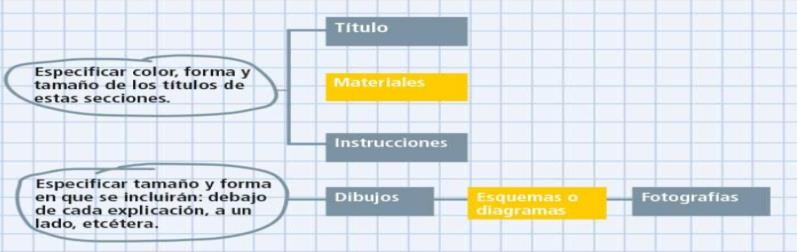 Título
Especificar color, forma y
tamaño de los títulos de
estas secciones.
Materiales
Instrucciones
Especificar tamaño y forma
en que se incluirán: debajo
de cada explicación, a un
lado, etcétera.
Dibujos
Esquemas o
diagramas
Fotografías